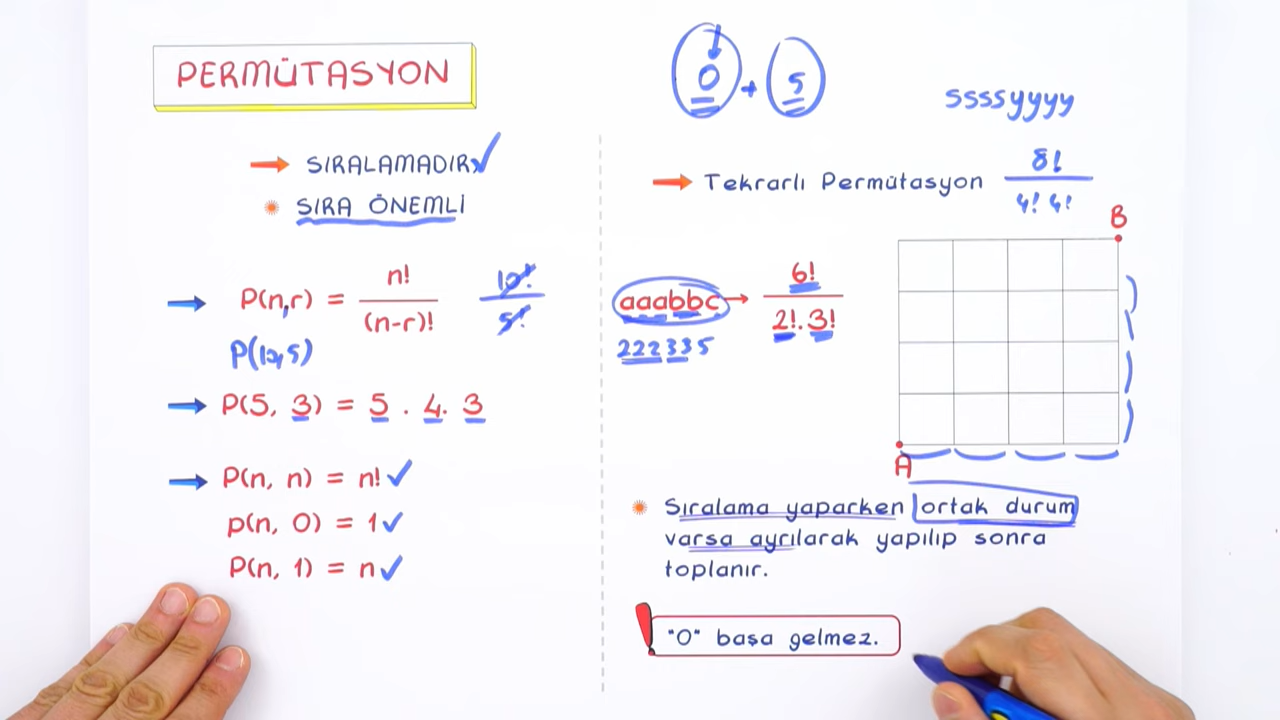 PERMÜTASYON
→ SIRALAMADIR ✓
SIRA ÖNEMLİ
→ P(n,r) = n! / (n-r)!
10! / 5!
P(10,5)
→ P(5, 3) = 5 . 4 . 3
→ P(n, n) = n! ✓
P(n, 0) = 1 ✓
P(n, 1) = n ✓
0 + 5
ssssyyyy
→ Tekrarlı Permütasyon
8! / 4! 4!
aaabbc → 6! / 2!.3!
222335
B
A
Sıralama yaparken ortak durum
varsa ayrılarak yapılıp sonra
toplanır.
"0" başa gelmez.